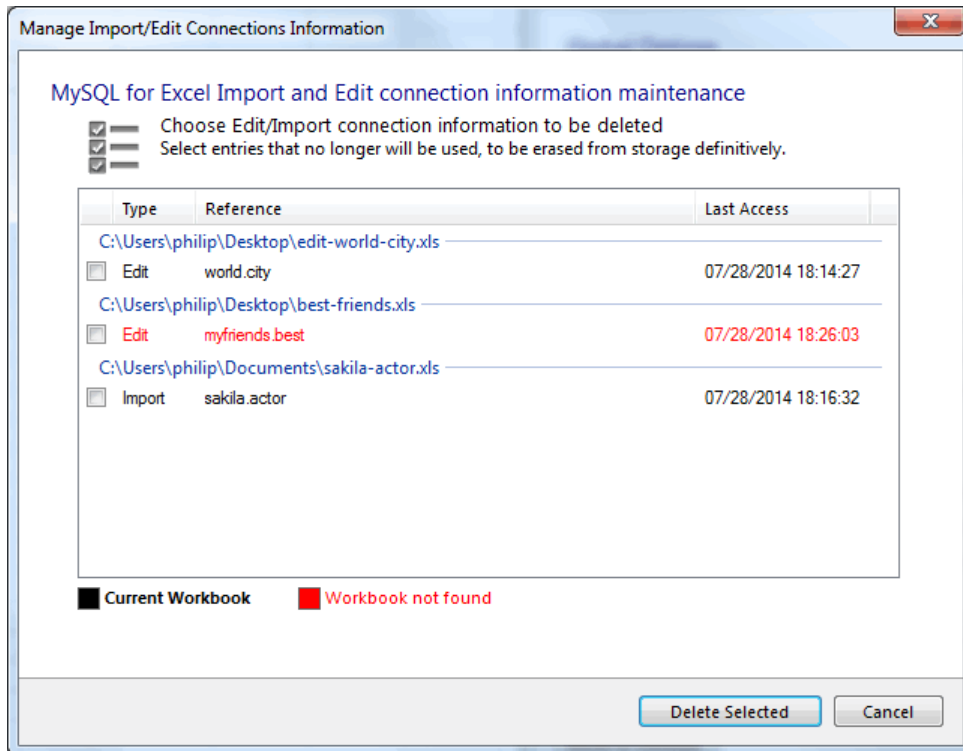 Manage Import/Edit Connections Information
x
MySQL for Excel Import and Edit connection information maintenance
Choose Edit/Import connection information to be deleted
Select entries that no longer will be used, to be erased from storage definitively.
Type Reference Last Access
C:\Users\philip\Desktop\edit-world-city.xls
Edit world.city 07/28/2014 18:14:27
C:\Users\philip\Desktop\best-friends.xls
Edit myfriends.best 07/28/2014 18:26:03
C:\Users\philip\Documents\sakila-actor.xls
Import sakila.actor 07/28/2014 18:16:32
Current Workbook Workbook not found
Delete Selected Cancel